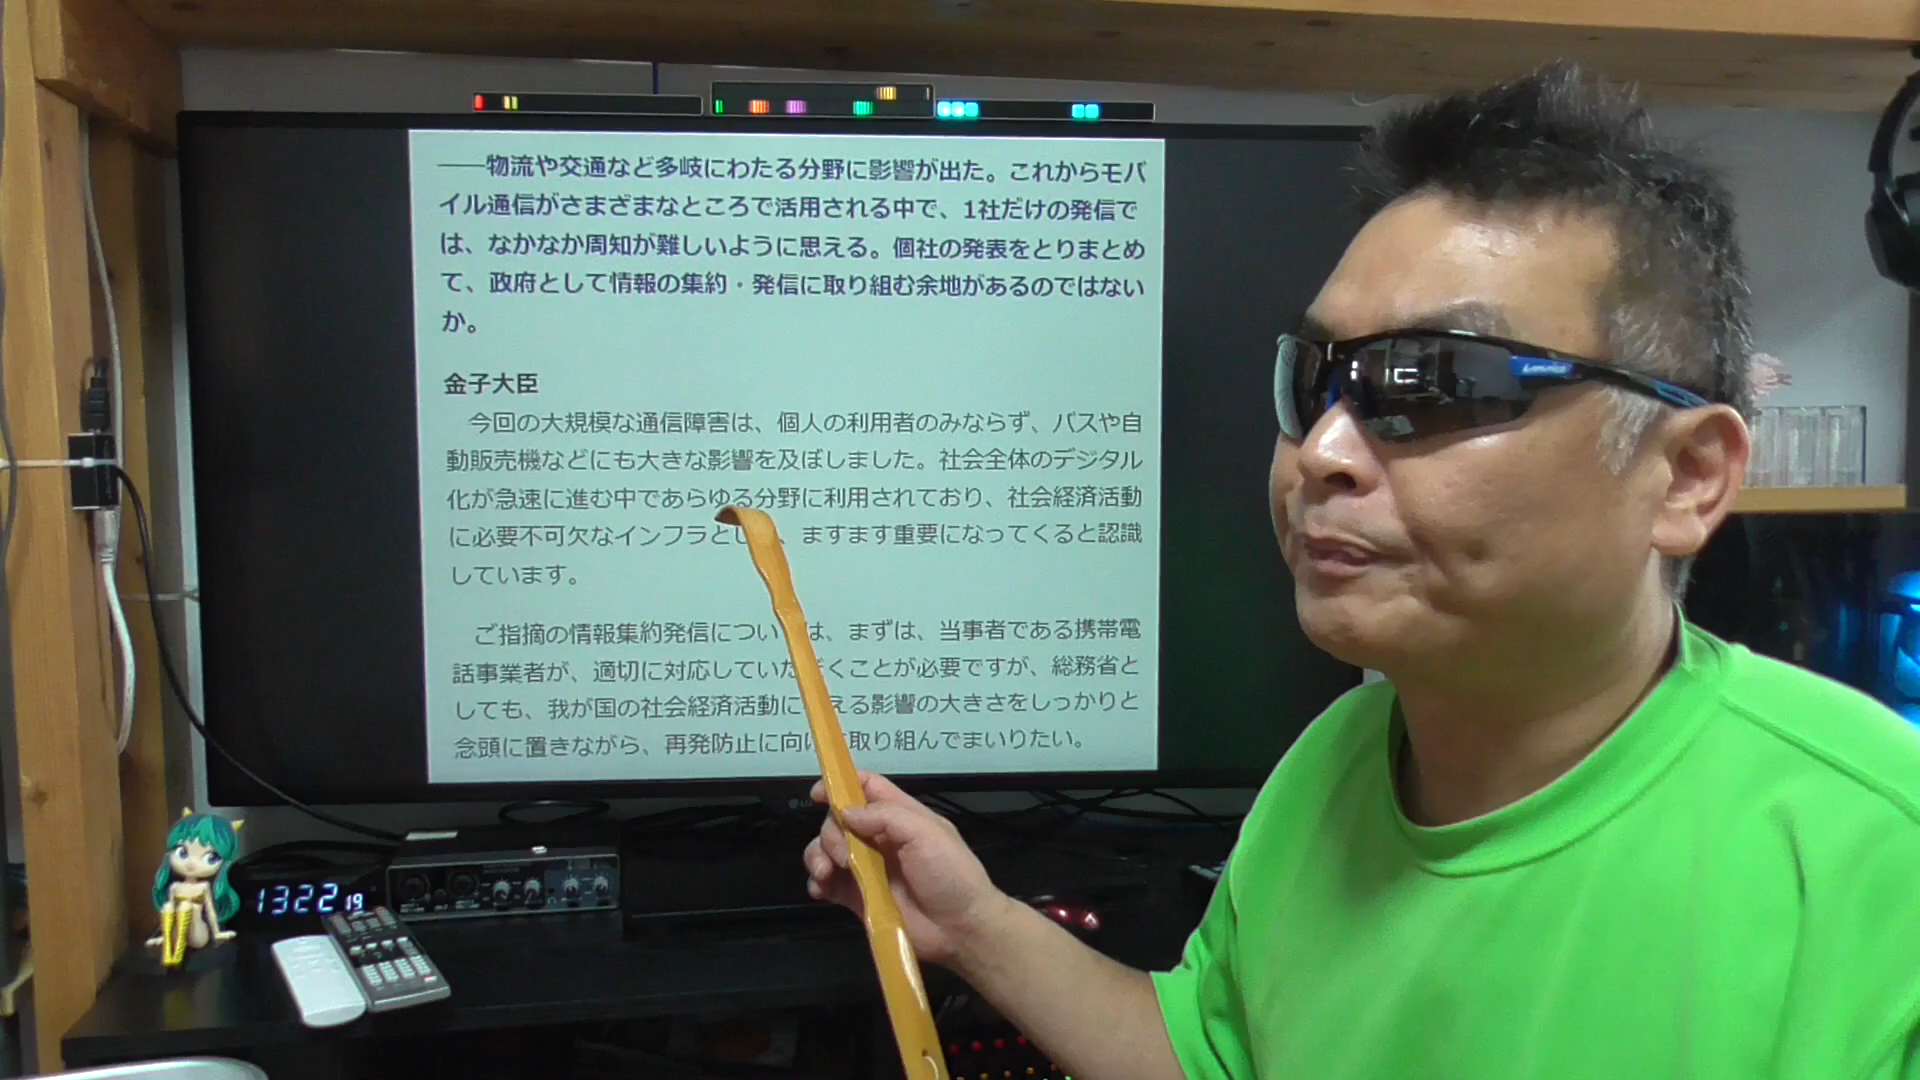 ──物流や交通など多岐にわたる分野に影響が出た。これからモバ
イル通信がさまざまなところで活用される中で、1社だけの発信で
は、なかなか周知が難しいように思える。個社の発表をとりまとめ
て、政府として情報の集約・発信に取り組む余地があるのではない
か。
金子大臣
今回の大規模な通信障害は、個人の利用者のみならず、バスや自
動販売機などにも大きな影響を及ぼしました。社会全体のデジタル
化が急速に進む中であらゆる分野に利用されており、社会経済活動
に必要不可欠なインフラとし、ますます重要になってくると認識
しています。
ご指摘の情報集約発信につい は、まずは、当事者である携帯電
話事業者が、適切に対応していただくことが必要ですが、総務省と
しても、我が国の社会経済活動に える影響の大きさをしっかりと
念頭に置きながら、再発防止に向け 取り組んでまいりたい。
LG
1322 19